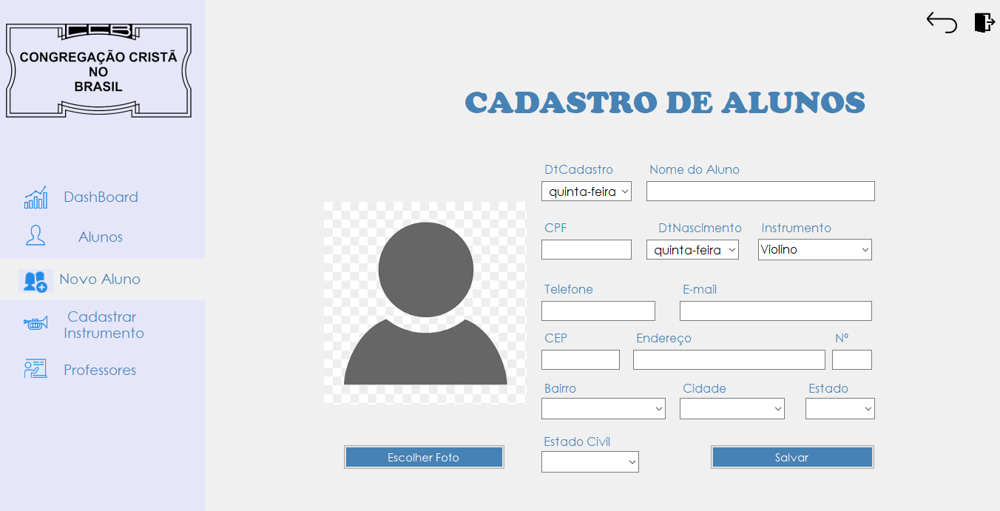 CCB
CONGREGAÇÃO CRISTÃ
NO
BRASIL
DashBoard
Alunos
Novo Aluno
Cadastrar
Instrumento
Professores
CADASTRO DE ALUNOS
DtCadastro
Nome do Aluno
quinta-feira
CPF
DtNascimento
Instrumento
quinta-feira
Violino
Telefone
E-mail
CEP
Endereço
Nº
Bairro
Cidade
Estado
Estado Civil
Escolher Foto
Salvar